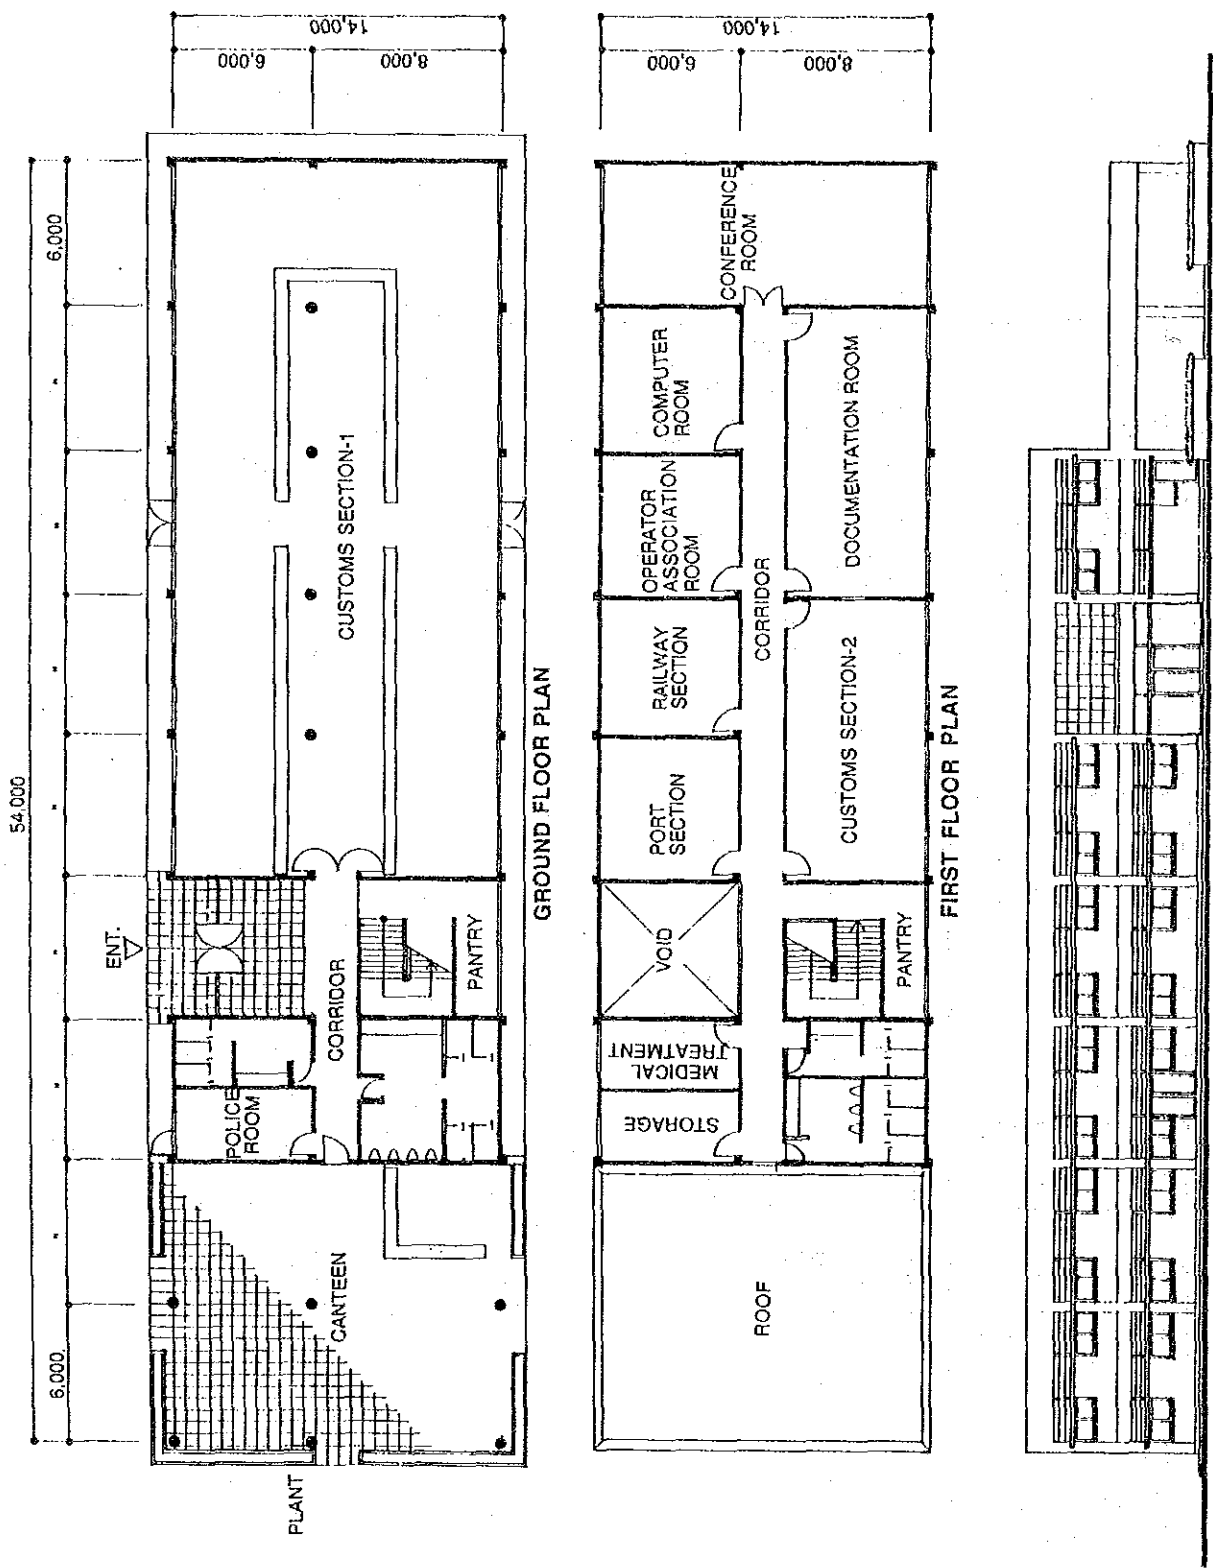 54,000
6,000
"
"
"
"
"
"
"
6,000
14,000
6,000
8,000
ENT.
PLANT
CANTEEN
POLICE
ROOM
CORRIDOR
PANTRY
CUSTOMS SECTION-1
GROUND FLOOR PLAN
14,000
6,000
8,000
ROOF
STORAGE
MEDICAL
TREATMENT
VOID
PORT
SECTION
RAILWAY
SECTION
OPERATOR
ASSOCIATION
ROOM
COMPUTER
ROOM
CONFERENCE
ROOM
CORRIDOR
PANTRY
CUSTOMS SECTION-2
DOCUMENTATION ROOM
FIRST FLOOR PLAN